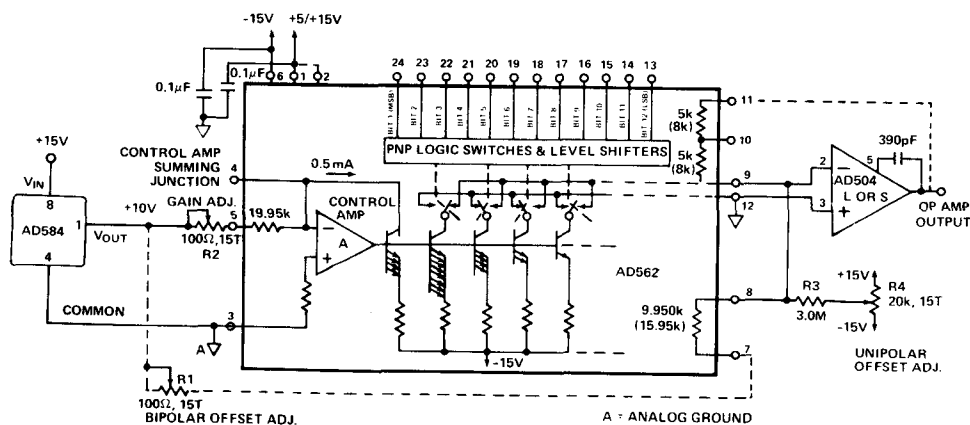 -15V +5/+15V
0.1µF 0.1µF 6 1 2
24 23 22 21 20 19 18 17 16 15 14 13
BIT 1 (MSB) BIT 2 BIT 3 BIT 4 BIT 5 BIT 6 BIT 7 BIT 8 BIT 9 BIT 10 BIT 11 BIT 12 (LSB)
PNP LOGIC SWITCHES & LEVEL SHIFTERS
5k
(8k)
11
10
5k
(8k)
9
12
390pF
5
2
AD504
L OR S
3
OP AMP
OUTPUT
+15V
VIN
8
AD584
1
4
VOUT
+10V
CONTROL AMP
SUMMING
JUNCTION
4
0.5mA
GAIN ADJ.
5
100Ω,15T
R2
19.95k
CONTROL
AMP
−
A
+
AD562
COMMON
3
A
-15V
9.950k
(15.95k)
8
7
R3
3.0M
+15V
R4
20k, 15T
-15V
UNIPOLAR
OFFSET ADJ.
R1
100Ω, 15T
BIPOLAR OFFSET ADJ.
A = ANALOG GROUND